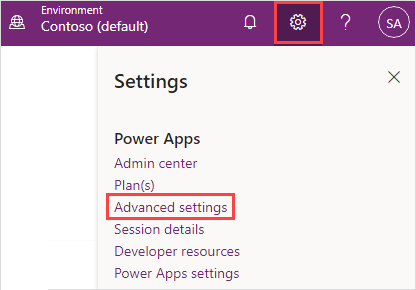 Environment
Contoso (default)
?
SA
Settings
Power Apps
Admin center
Plan(s)
Advanced settings
Session details
Developer resources
Power Apps settings